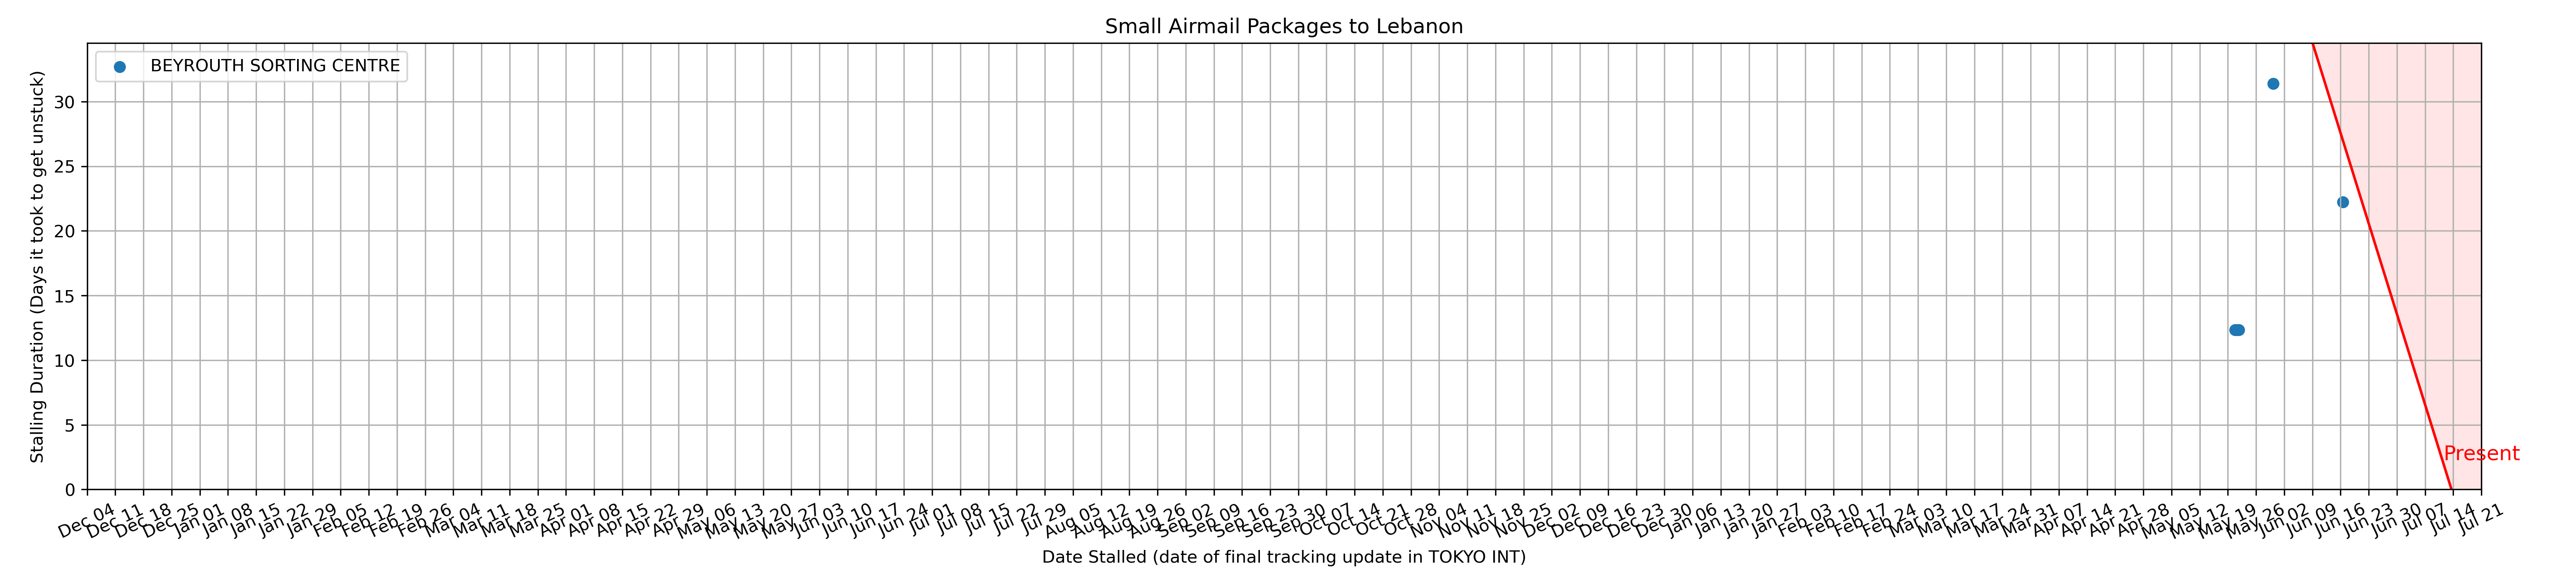 Small Airmail Packages to Lebanon
BEYROUTH SORTING CENTRE
Stalling Duration (Days it took to get unstuck)
30
25
20
15
10
5
0
Present
Dec 04
Dec 11
Dec 18
Dec 25
Jan 01
Jan 08
Jan 15
Jan 22
Jan 29
Feb 05
Feb 12
Feb 19
Feb 26
Mar 04
Mar 11
Mar 18
Mar 25
Apr 01
Apr 08
Apr 15
Apr 22
Apr 29
May 06
May 13
May 20
May 27
Jun 03
Jun 10
Jun 17
Jun 24
Jul 01
Jul 08
Jul 15
Jul 22
Jul 29
Aug 05
Aug 12
Aug 19
Aug 26
Sep 02
Sep 09
Sep 16
Sep 23
Sep 30
Oct 07
Oct 14
Oct 21
Oct 28
Nov 04
Nov 11
Nov 18
Nov 25
Dec 02
Dec 09
Dec 16
Dec 23
Dec 30
Jan 06
Jan 13
Jan 20
Jan 27
Feb 03
Feb 10
Feb 17
Feb 24
Mar 03
Mar 10
Mar 17
Mar 24
Mar 31
Apr 07
Apr 14
Apr 21
Apr 28
May 05
May 12
May 19
May 26
Jun 02
Jun 09
Jun 16
Jun 23
Jun 30
Jul 07
Jul 14
Jul 21
Date Stalled (date of final tracking update in TOKYO INT)